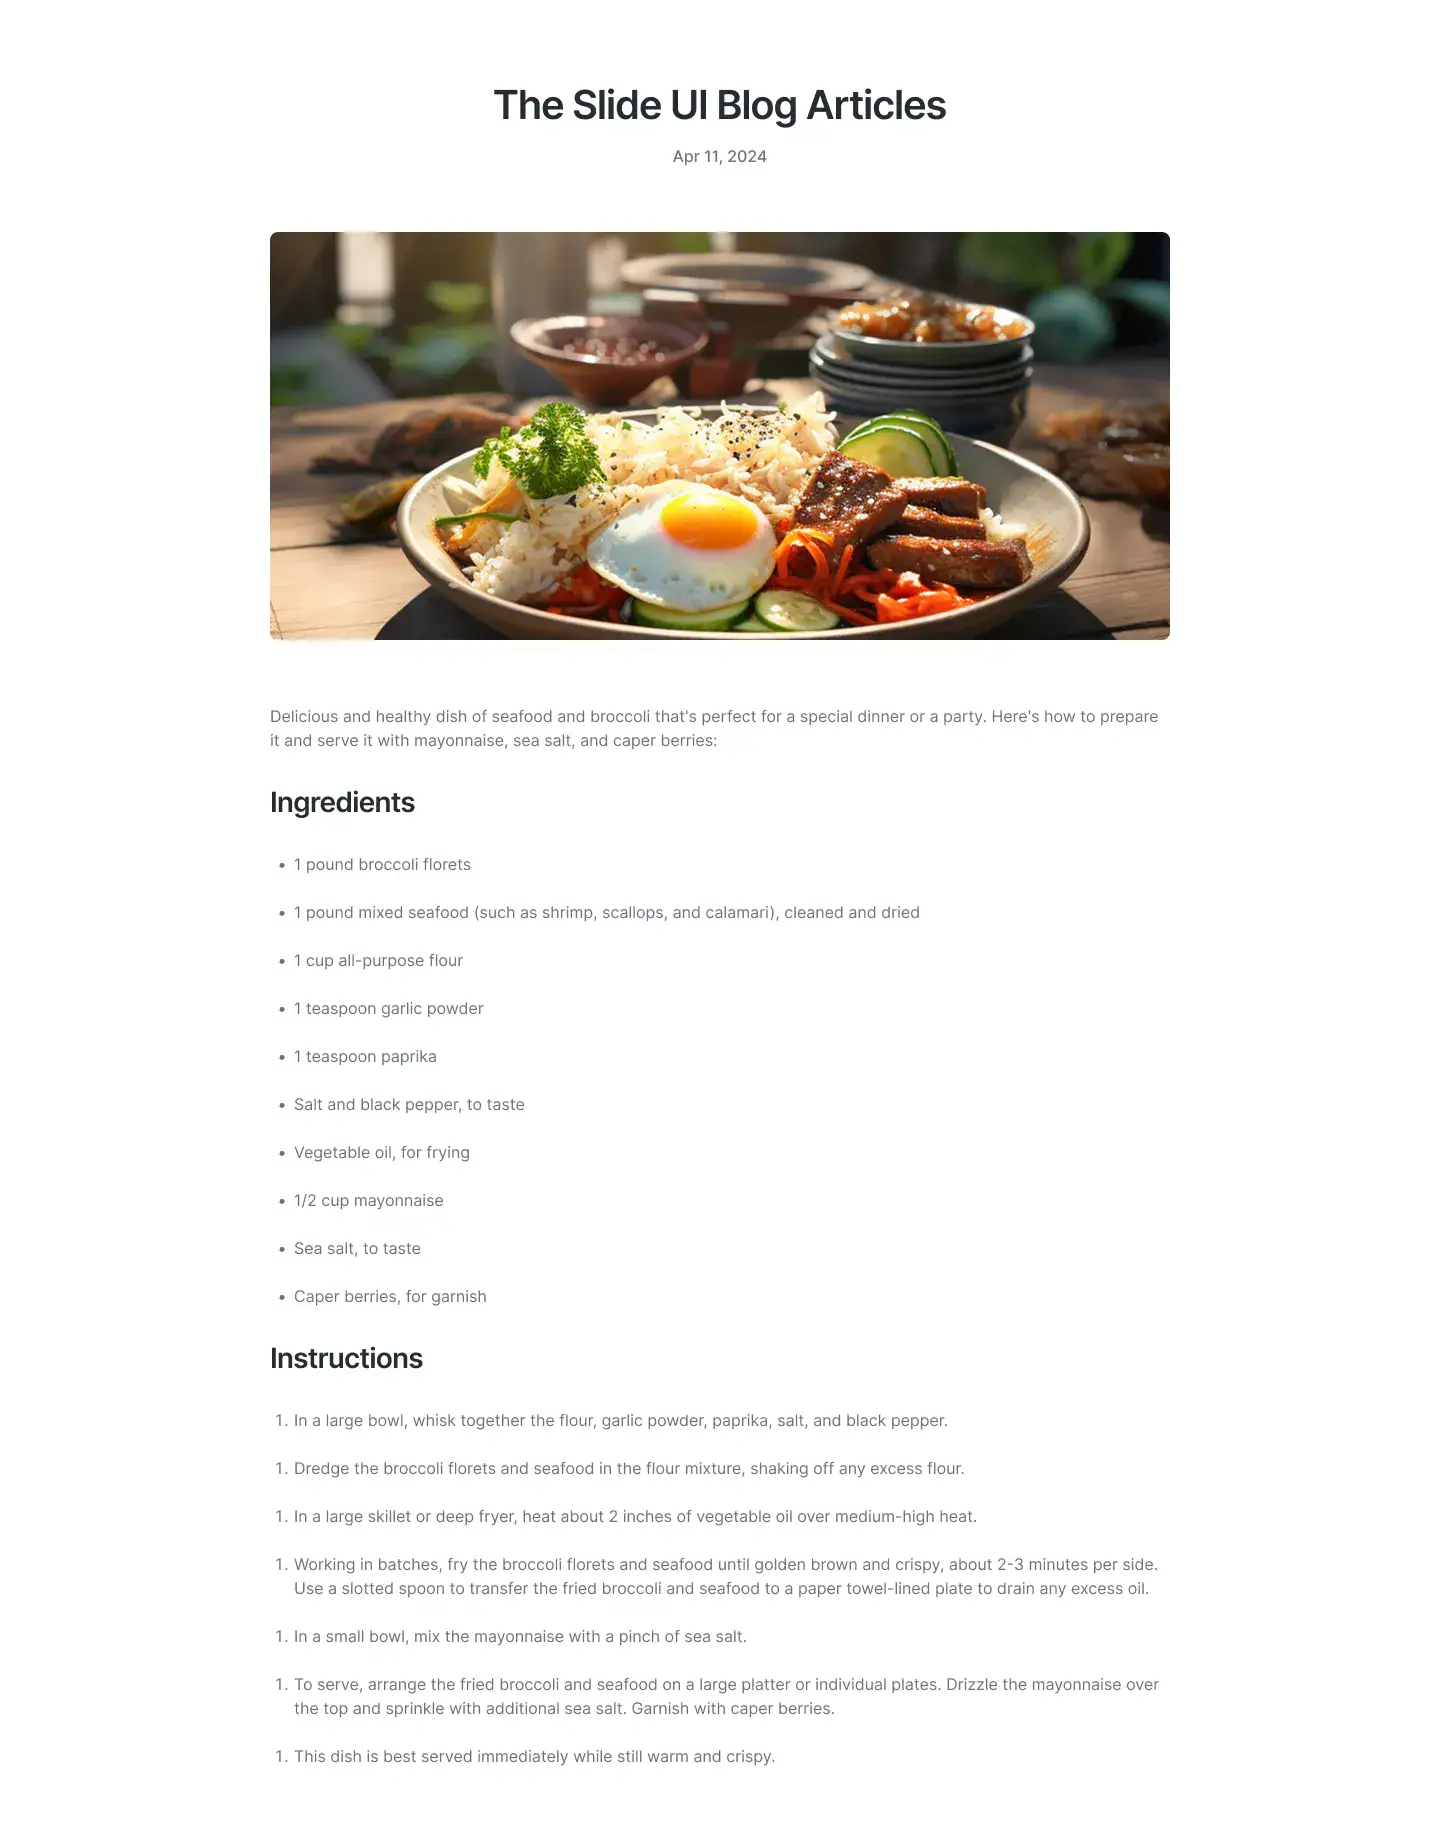 The Slide UI Blog Articles
Apr 11, 2024
Delicious and healthy dish of seafood and broccoli that's perfect for a special dinner or a party. Here's how to prepare
it and serve it with mayonnaise, sea salt, and caper berries:
Ingredients
• 1 pound broccoli florets
• 1 pound mixed seafood (such as shrimp, scallops, and calamari), cleaned and dried
• 1 cup all-purpose flour
• 1 teaspoon garlic powder
• 1 teaspoon paprika
• Salt and black pepper, to taste
• Vegetable oil, for frying
• 1/2 cup mayonnaise
• Sea salt, to taste
• Caper berries, for garnish
Instructions
1. In a large bowl, whisk together the flour, garlic powder, paprika, salt, and black pepper.
1. Dredge the broccoli florets and seafood in the flour mixture, shaking off any excess flour.
1. In a large skillet or deep fryer, heat about 2 inches of vegetable oil over medium-high heat.
1. Working in batches, fry the broccoli florets and seafood until golden brown and crispy, about 2-3 minutes per side.
Use a slotted spoon to transfer the fried broccoli and seafood to a paper towel-lined plate to drain any excess oil.
1. In a small bowl, mix the mayonnaise with a pinch of sea salt.
1. To serve, arrange the fried broccoli and seafood on a large platter or individual plates. Drizzle the mayonnaise over
the top and sprinkle with additional sea salt. Garnish with caper berries.
1. This dish is best served immediately while still warm and crispy.